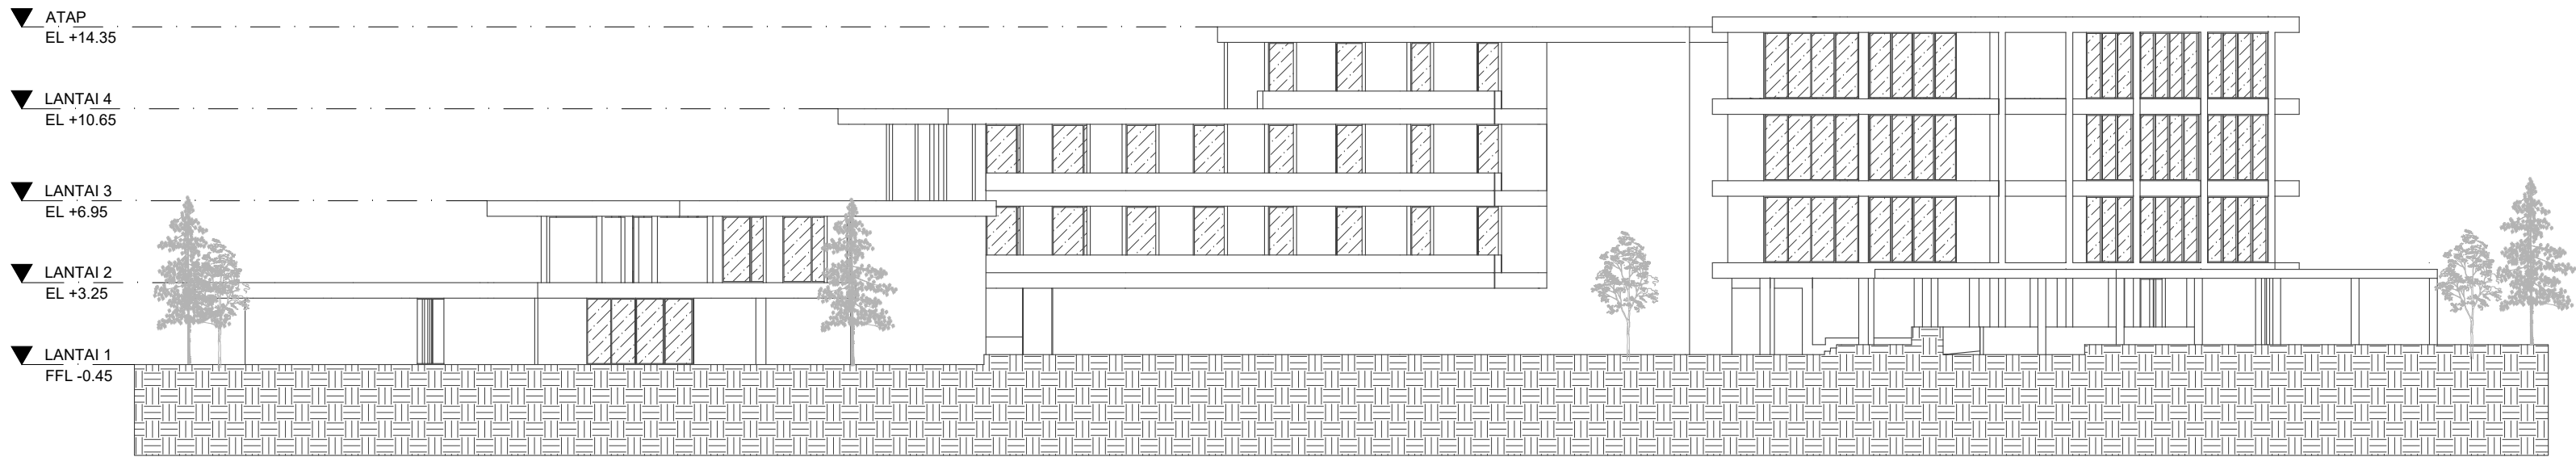 ATAP
EL +14.35
LANTAI 4
EL +10.65
LANTAI 3
EL +6.95
LANTAI 2
EL +3.25
LANTAI 1
FFL -0.45